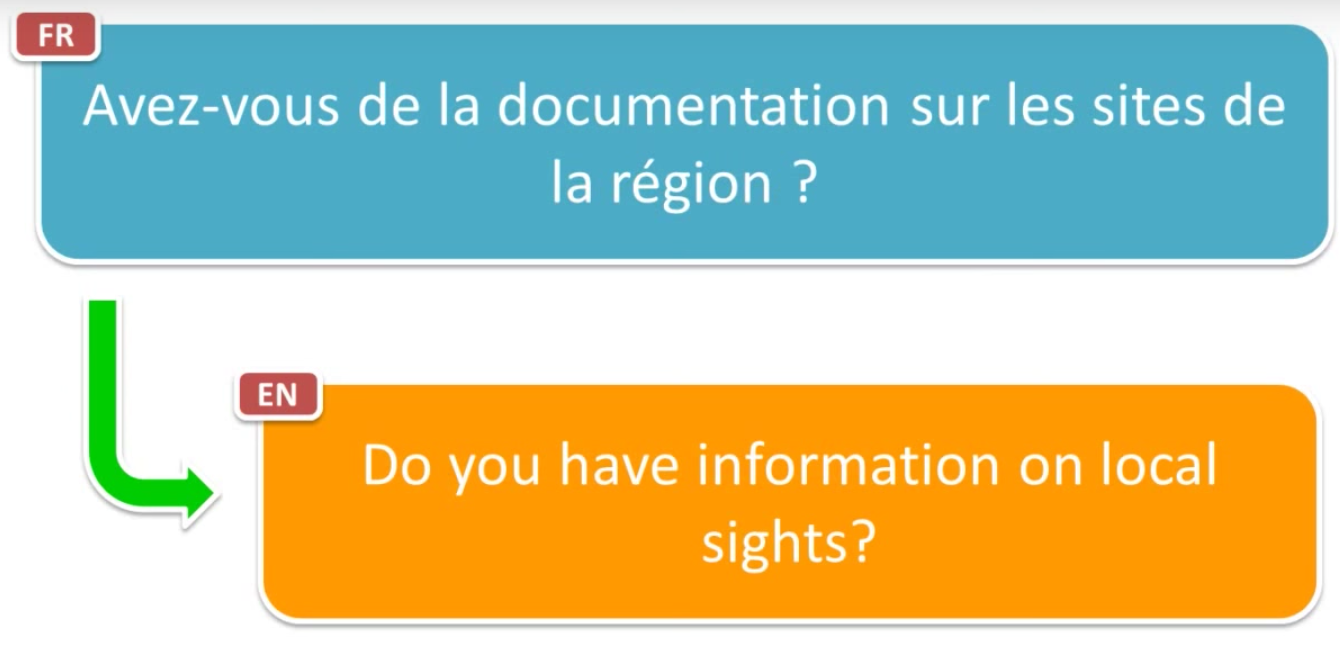 FR
Avez-vous de la documentation sur les sites de
la région ?
EN
Do you have information on local
sights?